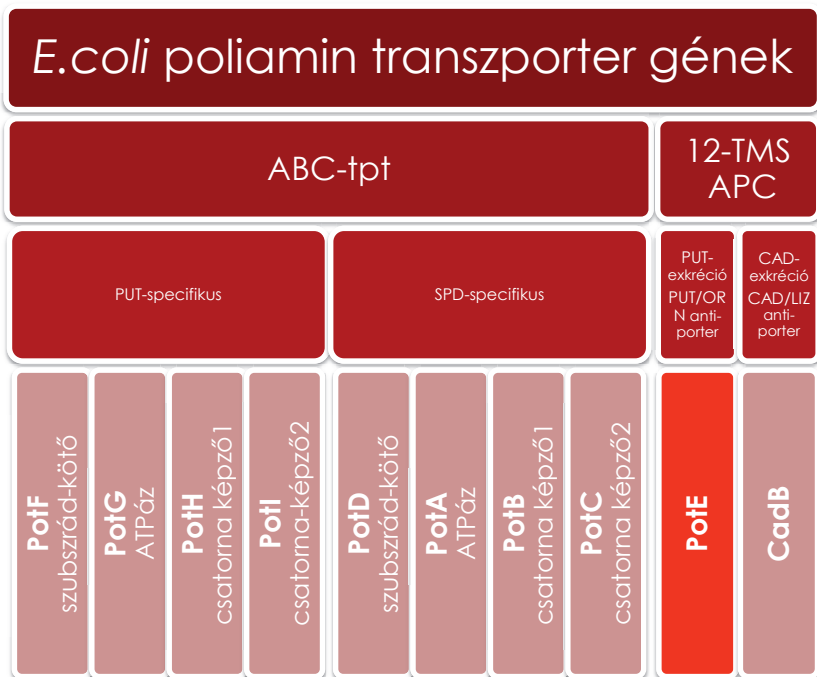 E.coli poliamin transzporter gének
ABC-tpt
12-TMS
APC
PUT-specifikus
SPD-specifikus
PUT-
exkréció
PUT/OR
N anti-
porter
CAD-
exkréció
CAD/LIZ
anti-
porter
PotF
szubszrád-kötő
PotG
ATPáz
PotH
csatorna képző1
PotI
csatorna-képző2
PotD
szubszrád-kötő
PotA
ATPáz
PotB
csatorna képző1
PotC
csatorna képző2
PotE
CadB